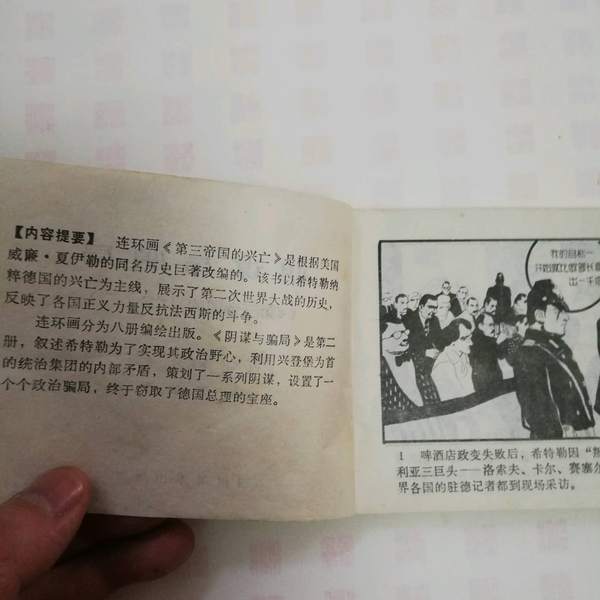 【内容提要】 连环画《第三帝国的兴亡》是根据美国
威廉·夏伊勒的同名历史巨著改编的。该书以希特勒纳
粹德国的兴亡为主线，展示了第二次世界大战的历史，
反映了各国正义力量反抗法西斯的斗争。
连环画分为八册编绘出版。《阴谋与骗局》是第二
册，叙述希特勒为了实现其政治野心，利用兴登堡为首
的统治集团的内部矛盾，策划了一系列阴谋，设置了一
个个政治骗局，终于窃取了德国总理的宝座。
我们的目标一
开始就比做部长高
出一千
1 啤酒店政变失败后，希特勒因“
利亚三巨头——洛索夫、卡尔、赛塞尔
界各国的驻德记者都到现场采访。